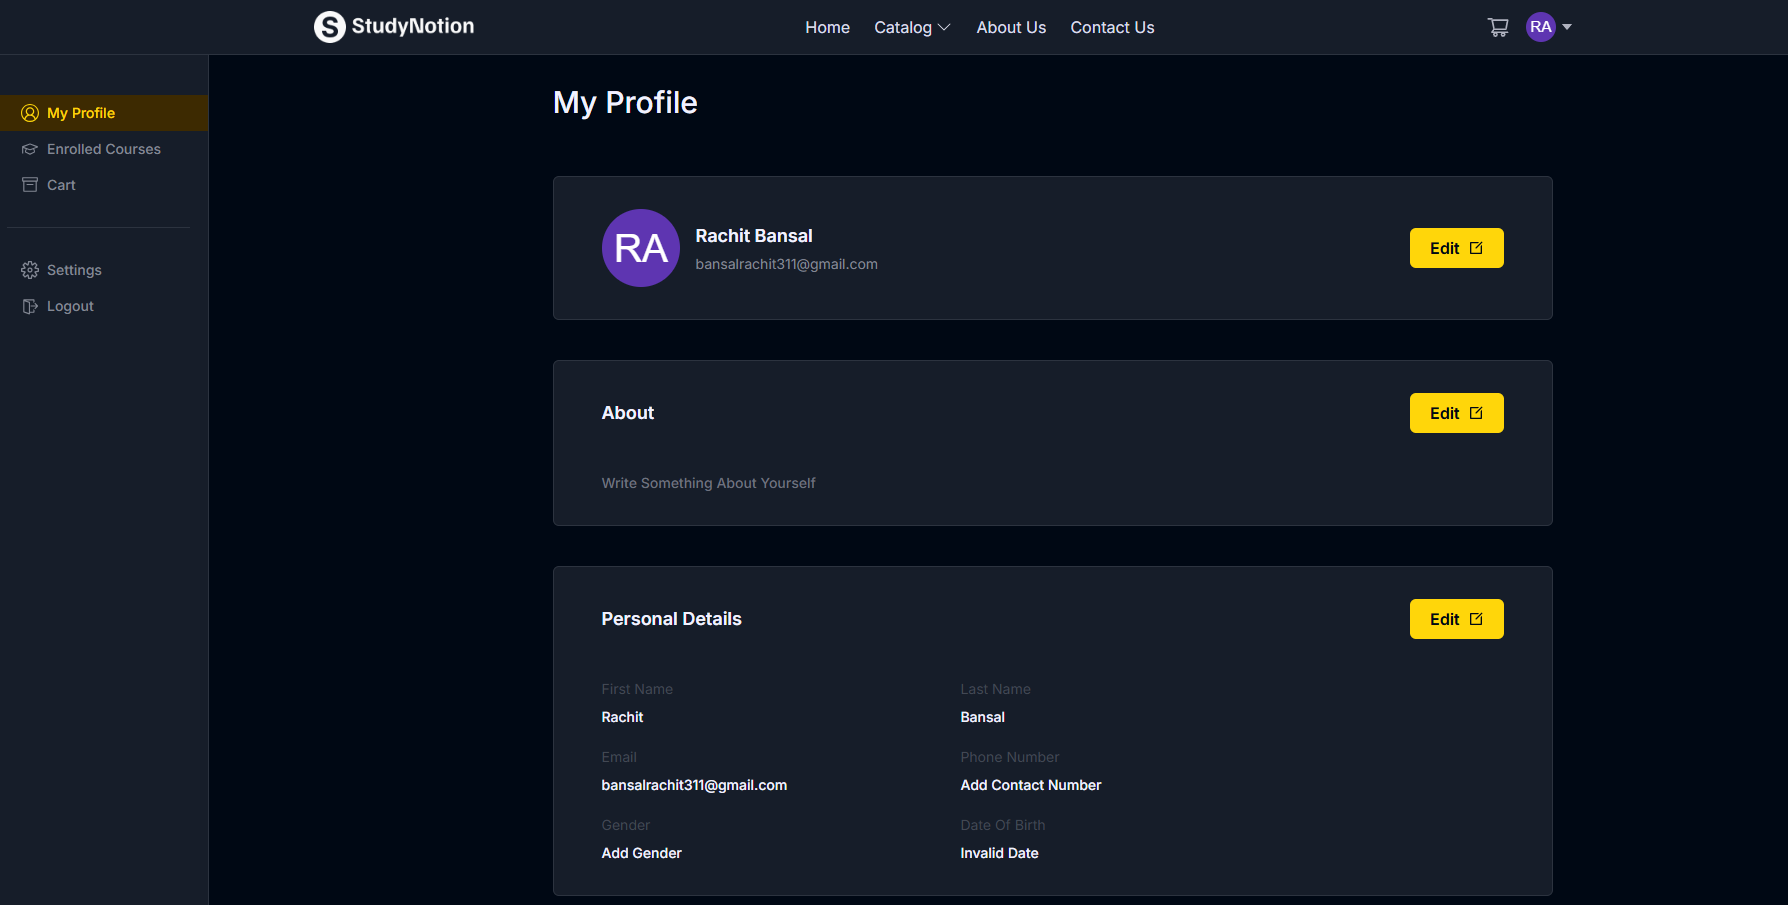 S StudyNotion
Home Catalog About Us Contact Us
RA
My Profile
Enrolled Courses
Cart
Settings
Logout
My Profile
RA
Rachit Bansal
bansalrachit311@gmail.com
Edit
About
Edit
Write Something About Yourself
Personal Details
Edit
First Name
Rachit
Last Name
Bansal
Email
bansalrachit311@gmail.com
Phone Number
Add Contact Number
Gender
Add Gender
Date Of Birth
Invalid Date